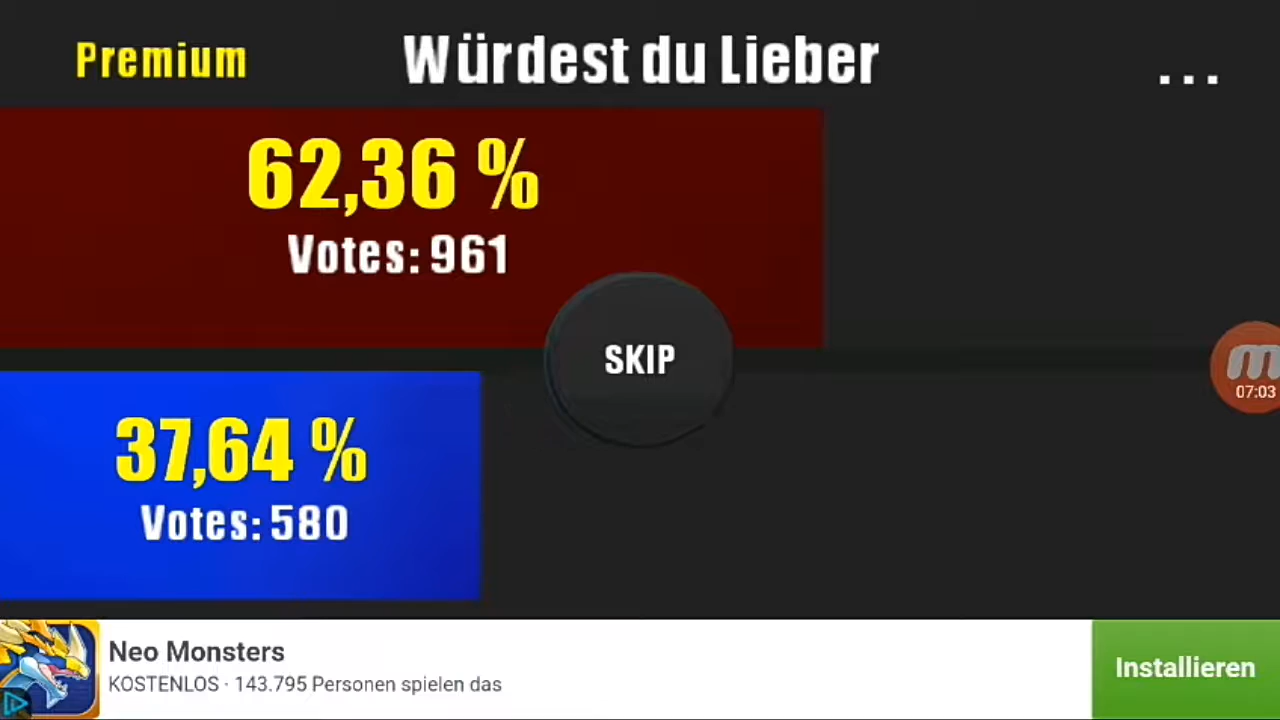 Premium
Würdest du Lieber
...
62,36 %
Votes: 961
SKIP
07:03
37,64 %
Votes: 580
Neo Monsters
KOSTENLOS · 143.795 Personen spielen das
Installieren